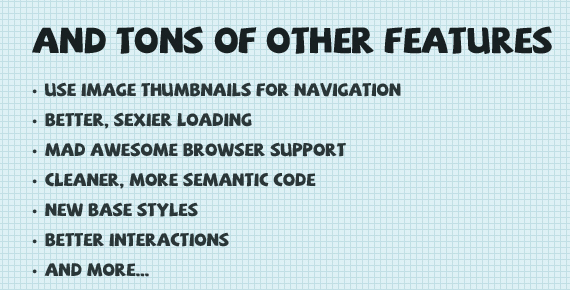 AND TONS OF OTHER FEATURES
• USE IMAGE THUMBNAILS FOR NAVIGATION
• BETTER, SEXIER LOADING
• MAD AWESOME BROWSER SUPPORT
• CLEANER, MORE SEMANTIC CODE
• NEW BASE STYLES
• BETTER INTERACTIONS
• AND MORE...